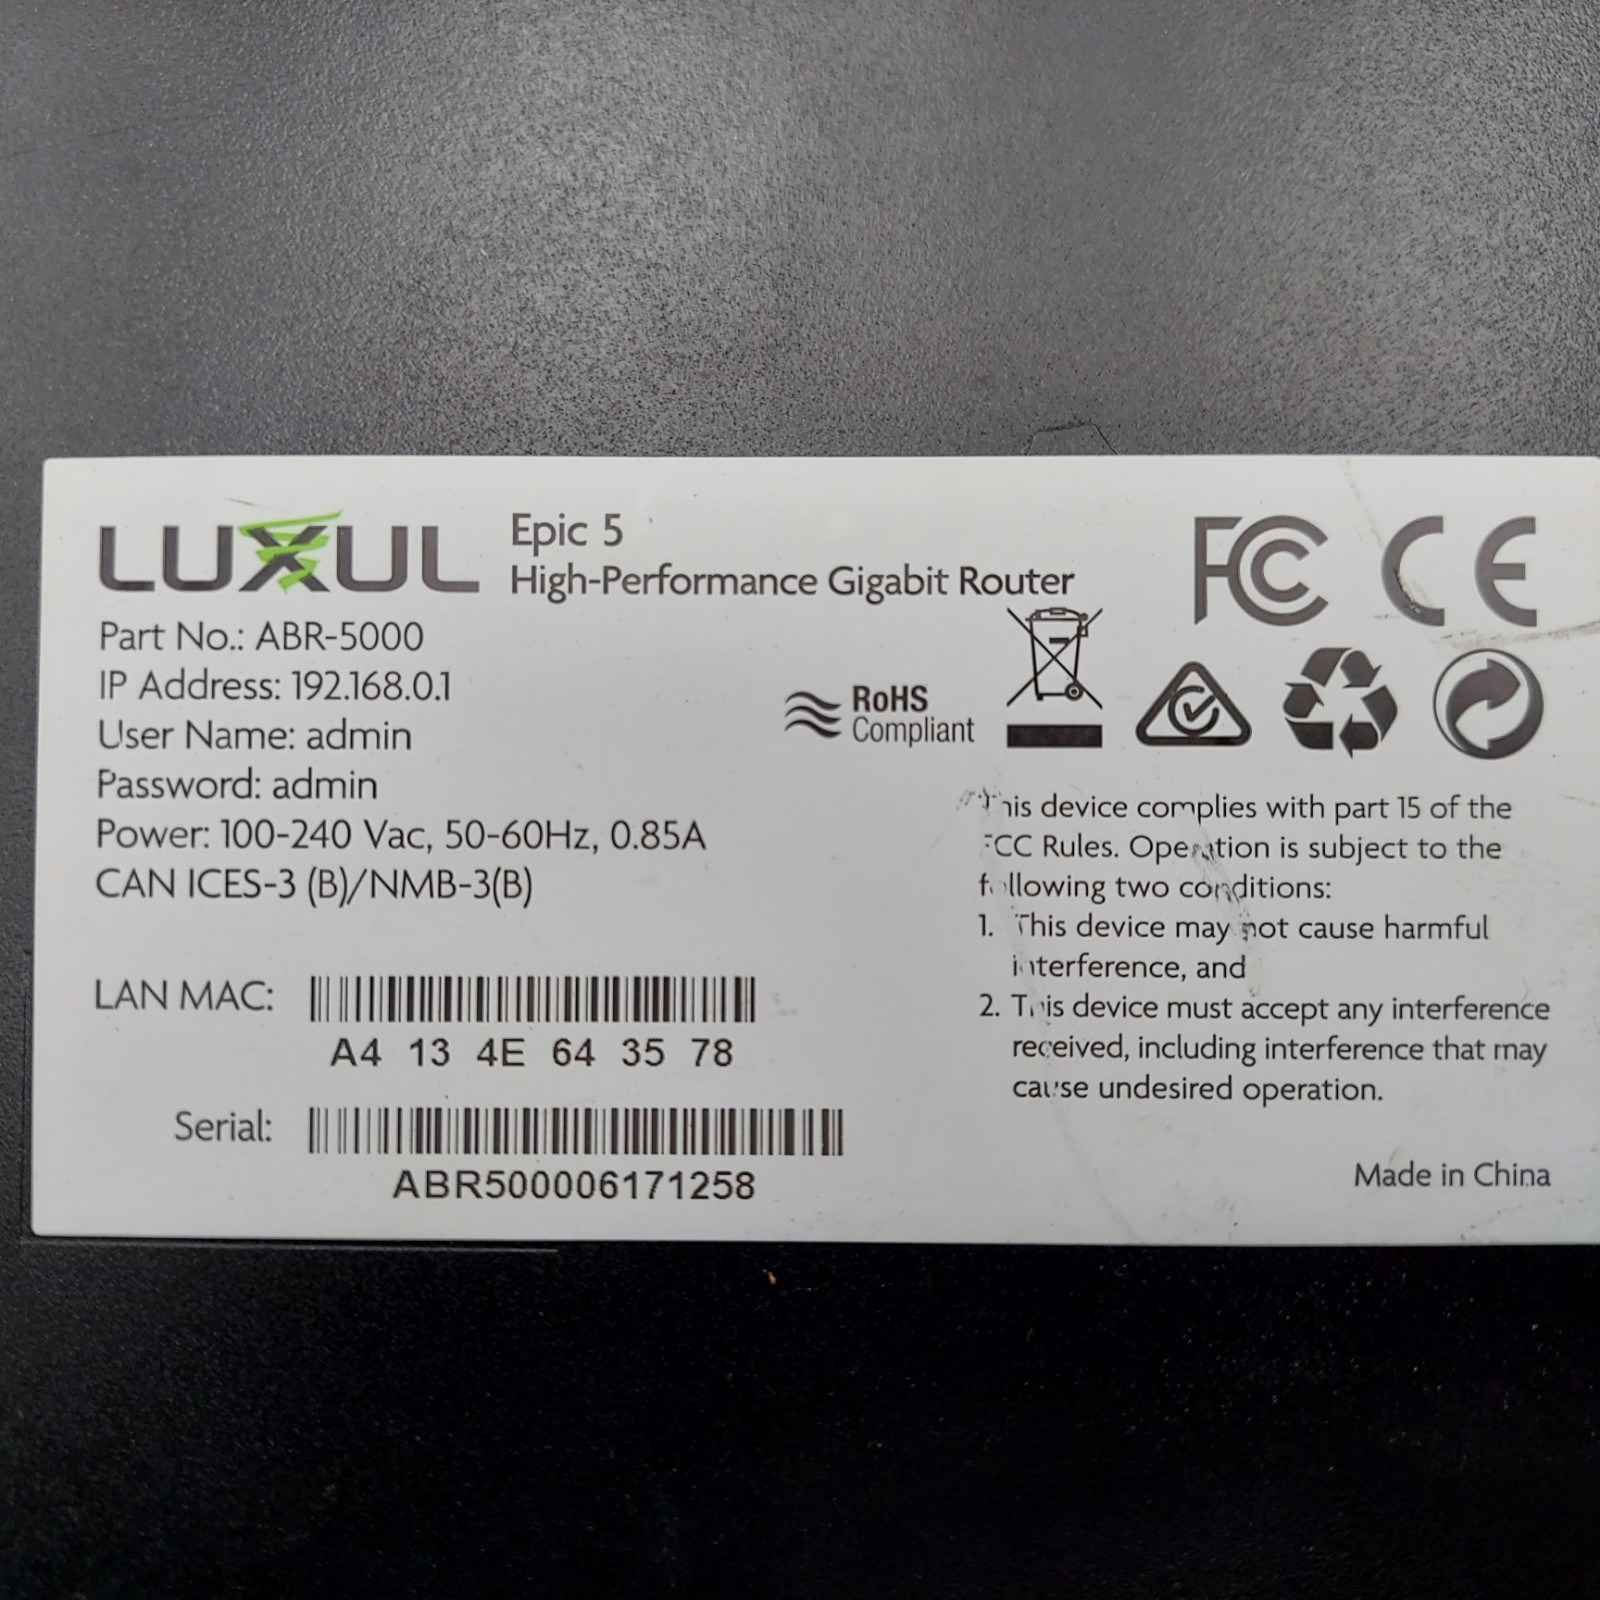 LUXUL
Epic 5
High-Performance Gigabit Router
Part No.: ABR-5000
IP Address: 192.168.0.1
User Name: admin
Password: admin
Power: 100-240 Vac, 50-60Hz, 0.85A
CAN ICES-3 (B)/NMB-3(B)
LAN MAC:
A4 13 4E 64 35 78
Serial:
ABR500006171258
FC CE
RoHS
Compliant
This device complies with part 15 of the
FCC Rules. Operation is subject to the
following two conditions:
1. This device may not cause harmful
interference, and
2. This device must accept any interference
received, including interference that may
cause undesired operation.
Made in China